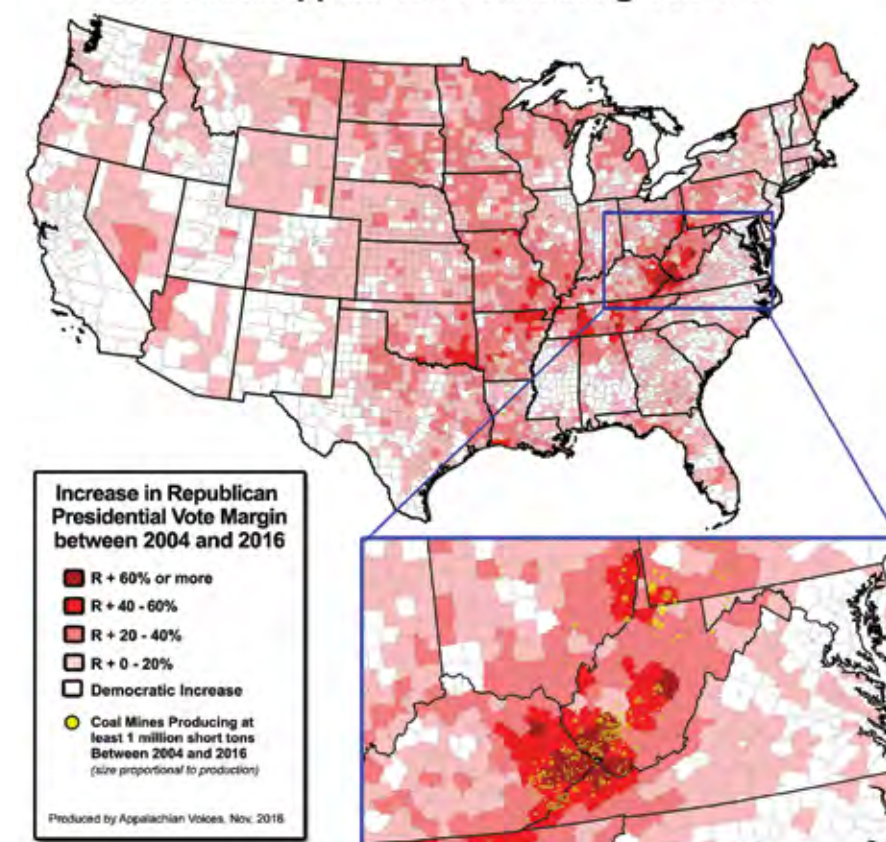 Increase in Republican
Presidential Vote Margin
between 2004 and 2016
R + 60% or more
R + 40 - 60%
R + 20 - 40%
R + 0 - 20%
Democratic Increase
Coal Mines Producing at
least 1 million short tons
Between 2004 and 2016
(size proportional to production)
Produced by Appalachian Voices, Nov. 2016